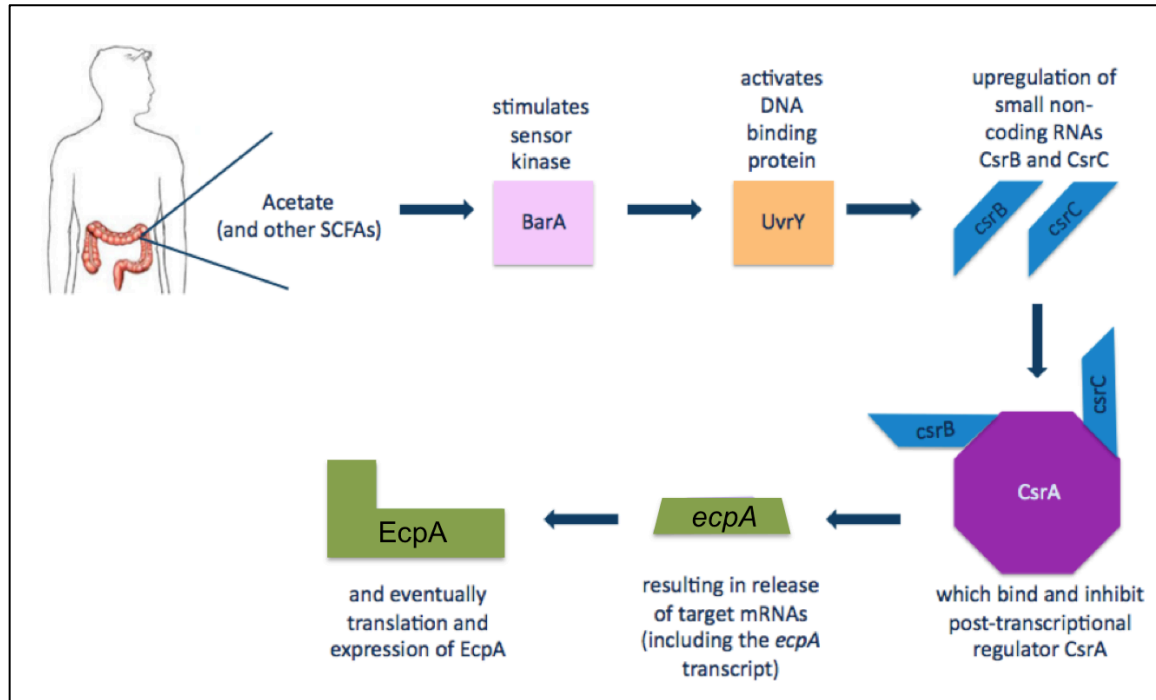 Acetate
(and other SCFAs)
stimulates
sensor
kinase
BarA
activates
DNA
binding
protein
UvrY
upregulation of
small non-
coding RNAs
CsrB and CsrC
csrB
csrC
csrB
csrC
CsrA
which bind and inhibit
post-transcriptional
regulator CsrA
ecpA
resulting in release
of target mRNAs
(including the ecpA
transcript)
EcpA
and eventually
translation and
expression of EcpA